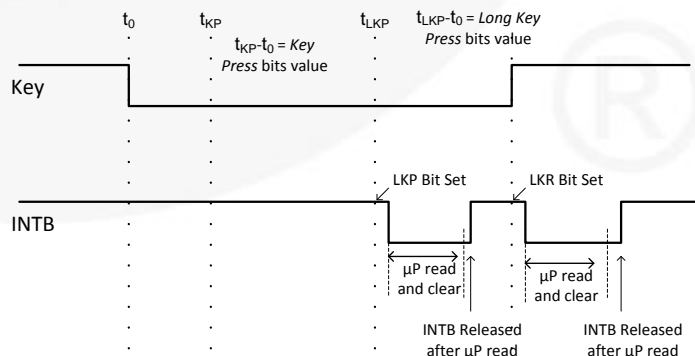 t0
tKP
tLKP
tKP-t0 = Key
Press bits value
tLKP-t0 = Long Key
Press bits value
Key
LKP Bit Set
LKR Bit Set
INTB
µP read
and clear
µP read
and clear
INTB Released
after µP read
INTB Released
after µP read
®